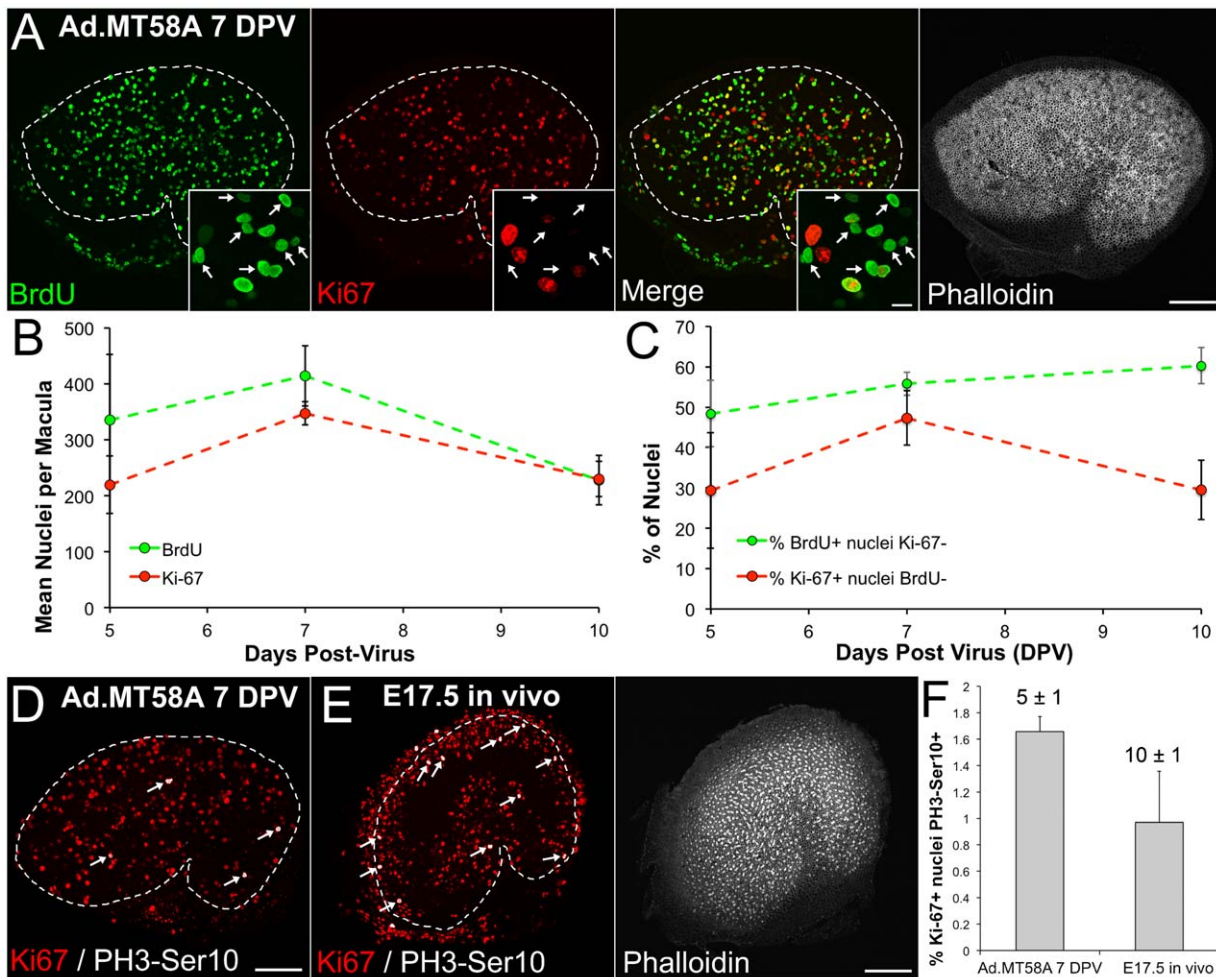 A Ad.MT58A 7 DPV
BrdU
Ki67
Merge
Phalloidin
B
Mean Nuclei per Macula
500
400
300
200
100
0
BrdU
Ki-67
5 6 7 8 9 10
Days Post-Virus
C
% of Nuclei
70
60
50
40
30
20
10
0
% BrdU+ nuclei Ki-67-
% Ki-67+ nuclei BrdU-
5 6 7 8 9 10
Days Post Virus (DPV)
D Ad.MT58A 7 DPV
Ki67 / PH3-Ser10
E E17.5 in vivo
Ki67 / PH3-Ser10
Phalloidin
F
% Ki-67+ nuclei PH3-Ser10+
2
1.8
1.6
1.4
1.2
1
0.8
0.6
0.4
0.2
0
5 ± 1
10 ± 1
Ad.MT58A 7 DPV
E17.5 in vivo